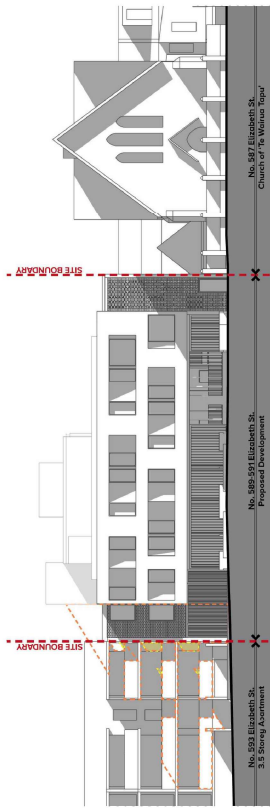 SITE BOUNDARY
SITE BOUNDARY
No. 593 Elizabeth St.
3.5 Storey Apartment
No. 589-591 Elizabeth St.
Proposed Development
No. 587 Elizabeth St.
Church of 'Te Wairua Tapu'